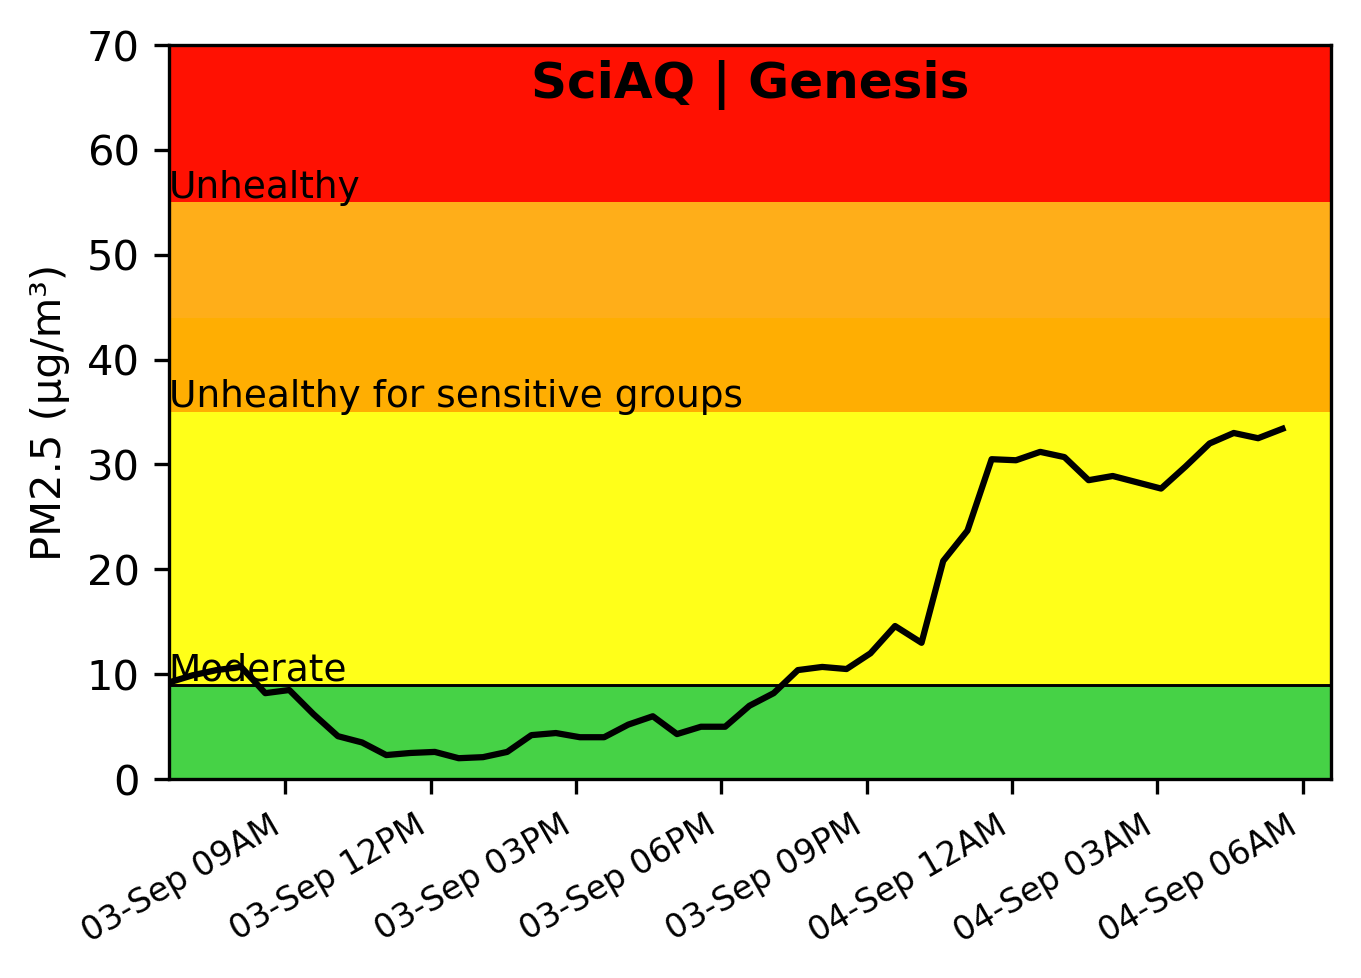 SciAQ | Genesis
70
60
Unhealthy
50
40
Unhealthy for sensitive groups
30
20
Moderate
10
0
PM2.5 (µg/m³)
03-Sep 09AM
03-Sep 12PM
03-Sep 03PM
03-Sep 06PM
03-Sep 09PM
04-Sep 12AM
04-Sep 03AM
04-Sep 06AM